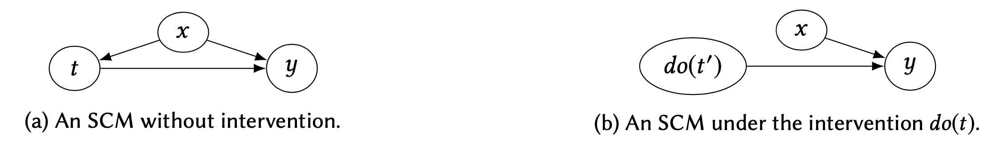 x
t
y
(a) An SCM without intervention.
x
do(t′)
y
(b) An SCM under the intervention do(t).